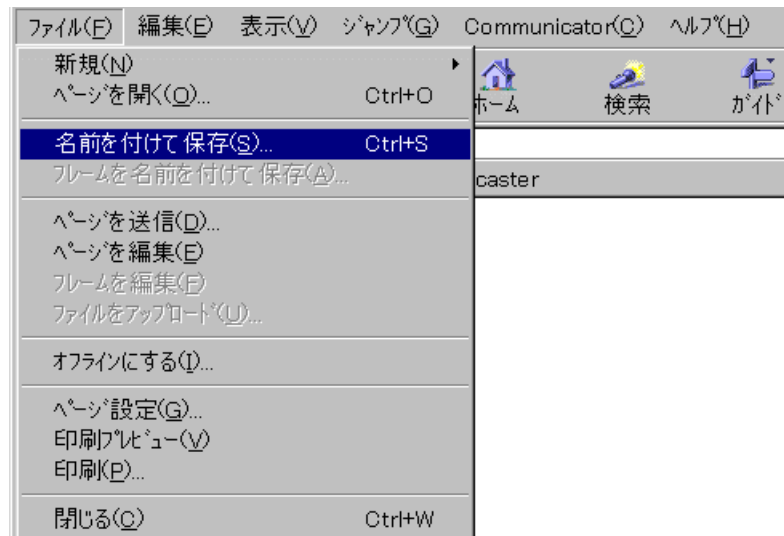 ファイル(F) 編集(E) 表示(V) ジャンプ(G) Communicator(C) ヘルプ(H)
新規(N)
ページを開く(O)... Ctrl+O
ホーム 検索 ガイド
名前を付けて保存(S)... Ctrl+S
フレームを名前を付けて保存(A)...
caster
ページを送信(D)...
ページを編集(E)
フレームを編集(F)
ファイルをアップロード(U)...
オフラインにする(I)...
ページ設定(G)...
印刷プレビュー(V)
印刷(P)...
閉じる(C) Ctrl+W